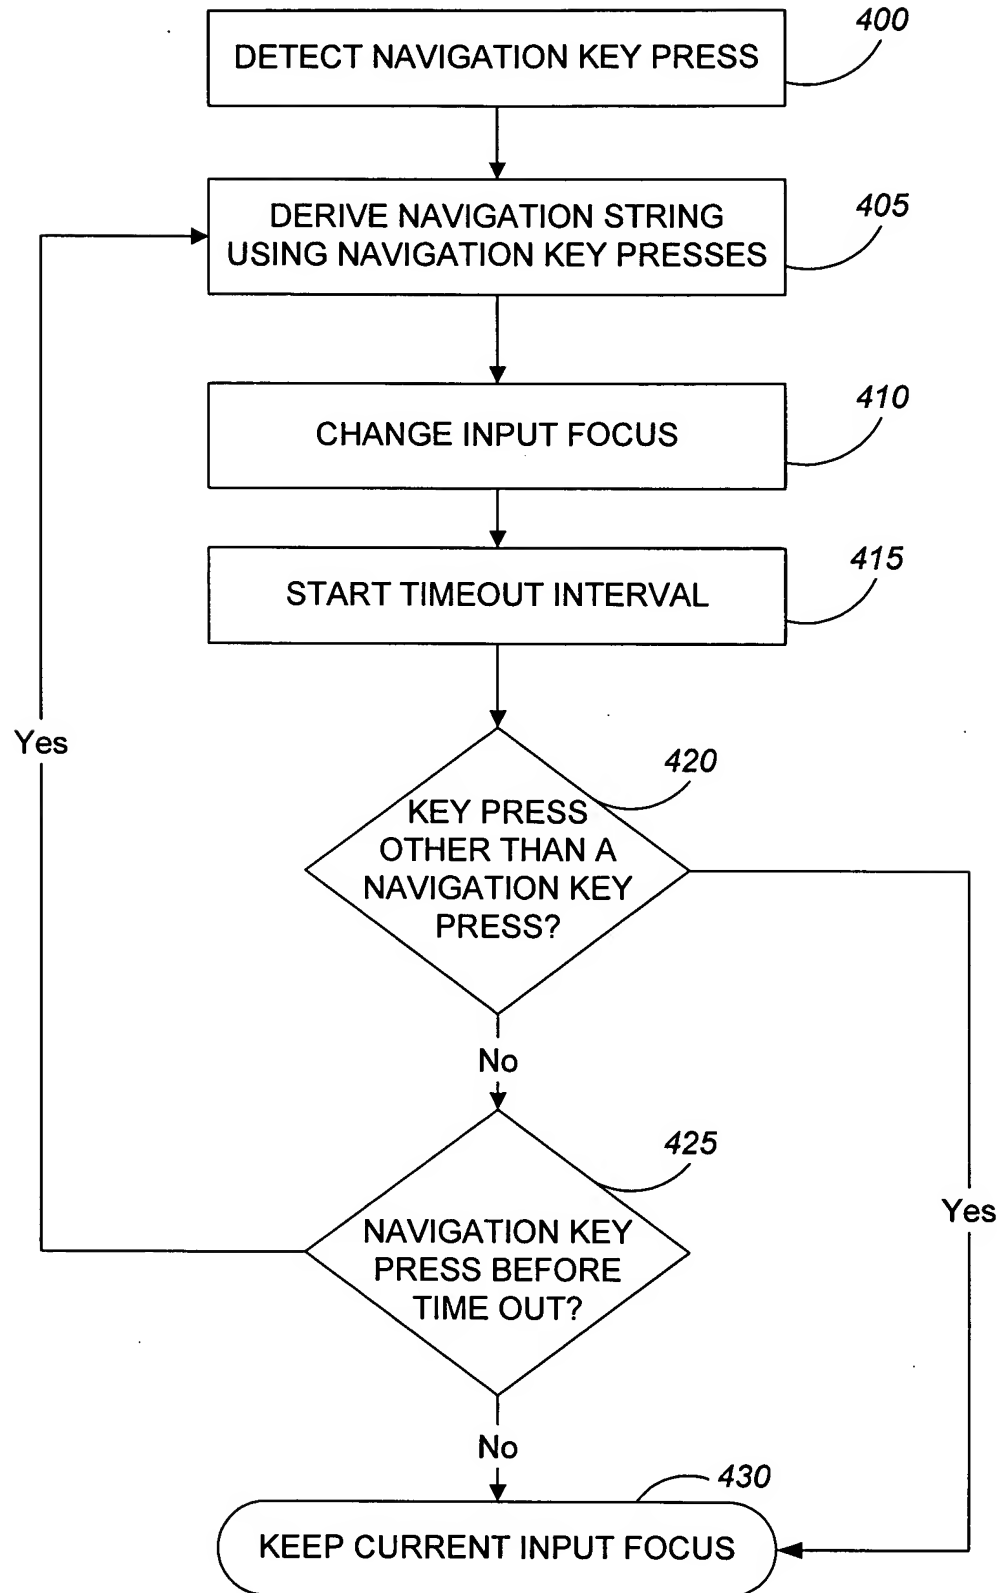 400
DETECT NAVIGATION KEY PRESS
405
DERIVE NAVIGATION STRING
USING NAVIGATION KEY PRESSES
410
CHANGE INPUT FOCUS
415
START TIMEOUT INTERVAL
Yes
420
KEY PRESS
OTHER THAN A
NAVIGATION KEY
PRESS?
No
425
NAVIGATION KEY
PRESS BEFORE
TIME OUT?
Yes
No
430
KEEP CURRENT INPUT FOCUS